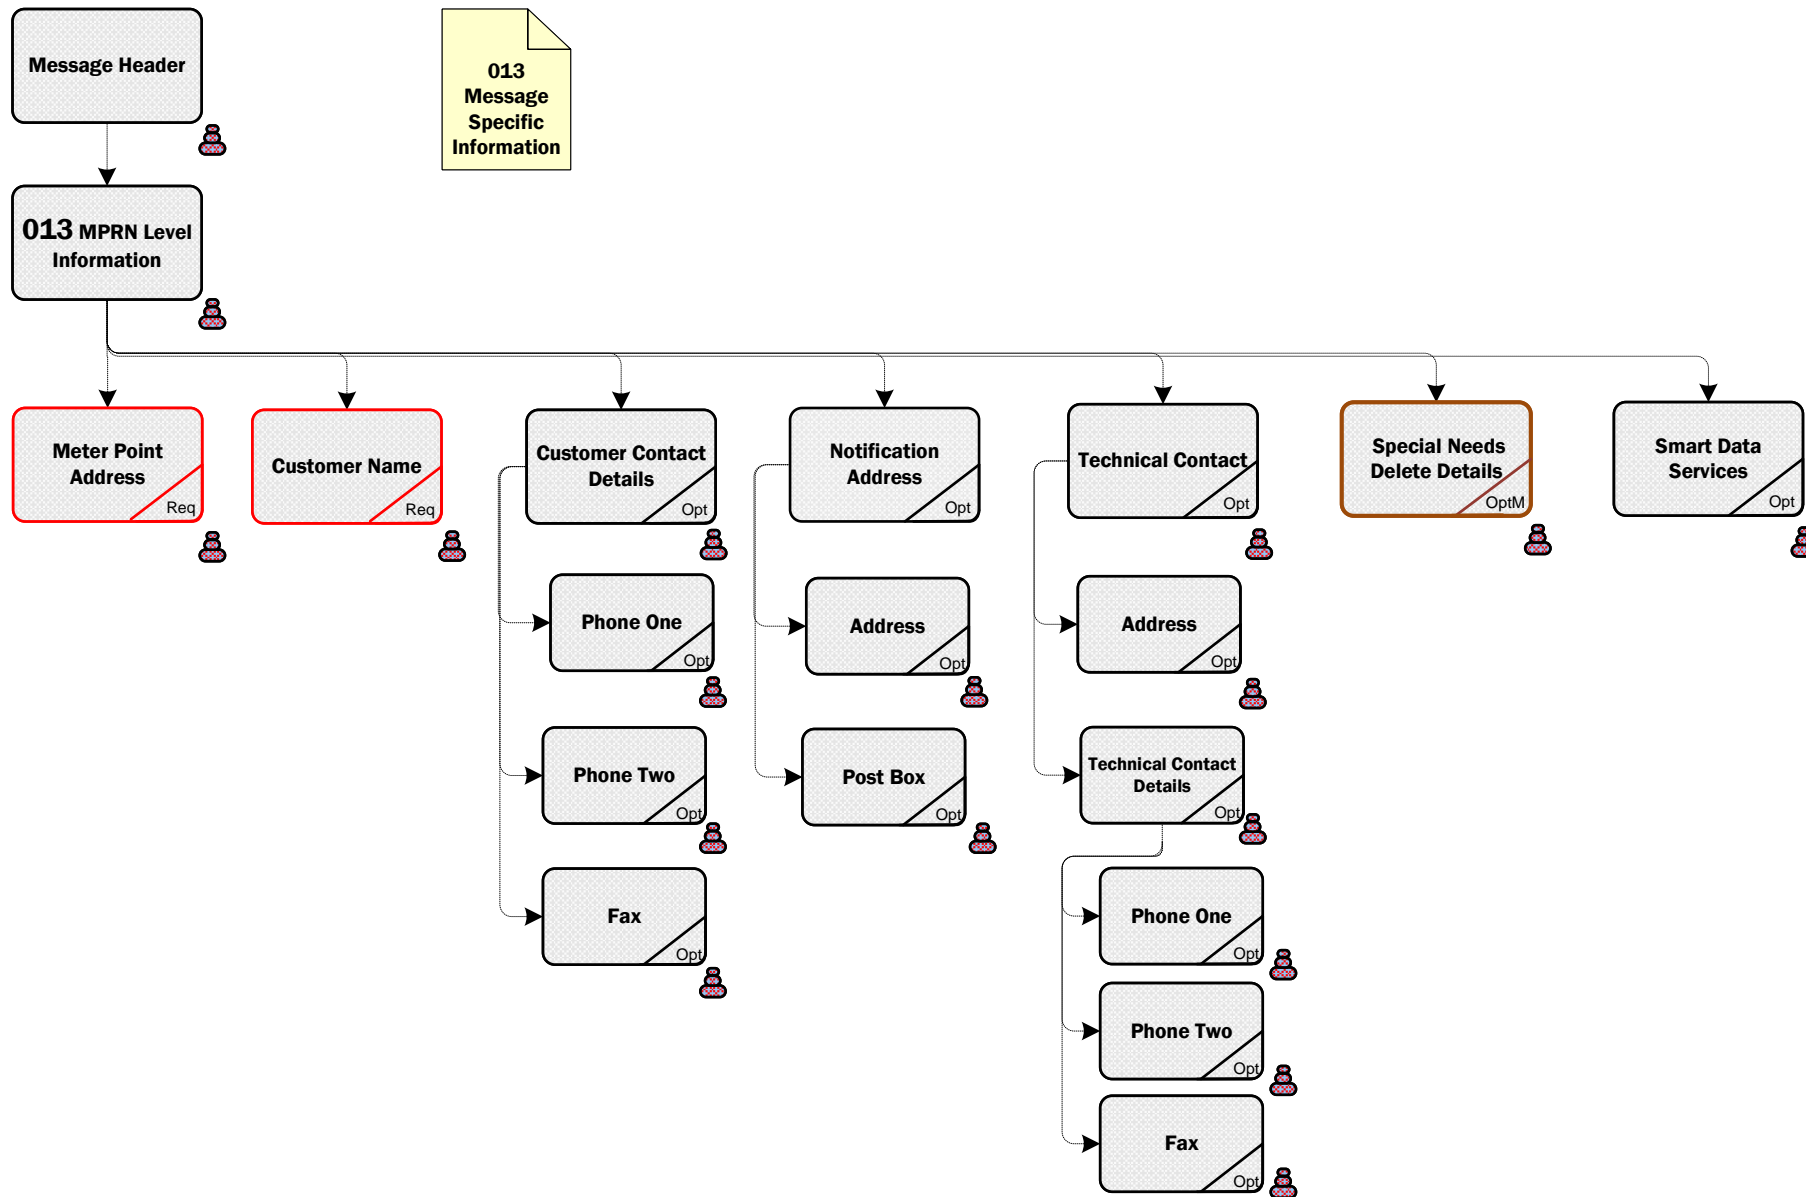 Message Header
013
Message
Specific
Information
013 MPRN Level
Information
Meter Point
Address
Req
Customer Name
Req
Customer Contact
Details
Opt
Notification
Address
Opt
Technical Contact
Opt
Special Needs
Delete Details
OptM
Smart Data
Services
Opt
Phone One
Opt
Address
Opt
Address
Opt
Phone Two
Opt
Post Box
Opt
Technical Contact
Details
Opt
Fax
Opt
Phone One
Opt
Phone Two
Opt
Fax
Opt